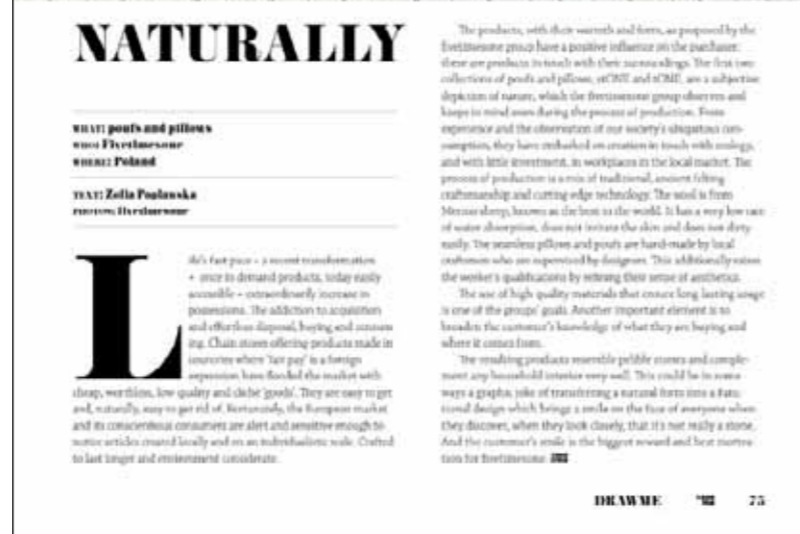 NATURALLY
WHAT: poufs and pillows
WHO: Fivetimesone
WHERE: Poland
TEXT: Zofia Poplawska
PHOTOS: fivetimesone
Life's fast pace – a recent transformation
+ once in demand products, today easily
accessible – extraordinarily increase in
possessions. The addiction to acquisition
and effortless disposal, buying and consum
ing. Chain stores offering products made in
countries where 'fair pay' is a foreign
expression have flooded the market with
cheap, worthless, low quality and cliché 'goods'. They are easy to get
and, naturally, easy to get rid of. Fortunately, the European market
and its conscientious consumers are alert and sensitive enough to
notice articles created locally and on an individualistic scale. Crafted
to last longer and environment considerate.
The products, with their warmth and form, as proposed by the
fivetimesone group have a positive influence on the purchaser:
these are products in touch with their surroundings. The first two
collections of poufs and pillows, stONE and tOME, are a subjective
depiction of nature, which the fivetimesone group observes and
keeps in mind even during the process of production. From
experience and the observation of our society's ubiquitous con-
sumption, they have embarked on creation in touch with ecology,
and with little investment, in workplaces in the local market. The
process of production is a mix of traditional, ancient felting
craftsmanship and cutting edge technology. The wool is from
Merinos sheep, known as the best in the world. It has a very low rate
of water absorption, does not irritate the skin and does not dirty
easily. The seamless pillows and poufs are hand-made by local
craftsmen who are supervised by designers. This additionally raises
the worker's qualifications by refining their sense of aesthetics.
The use of high quality materials that ensure long lasting usage
is one of the groups' goals. Another important element is to
broaden the customer's knowledge of what they are buying and
where it comes from.
The resulting products resemble pebble stones and comple-
ment any household interior very well. This could be in some
ways a graphic joke of transferring a natural form into a func
tional design which brings a smile on the face of everyone when
they discover, when they look closely, that it's not really a stone.
And the customer's smile is the biggest reward and best motiva-
tion for fivetimesone.
DRAWME 75